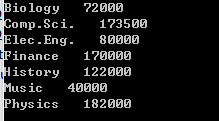 Biology 72000
Comp.Sci. 173500
Elec.Eng. 80000
Finance 170000
History 122000
Music 40000
Physics 182000